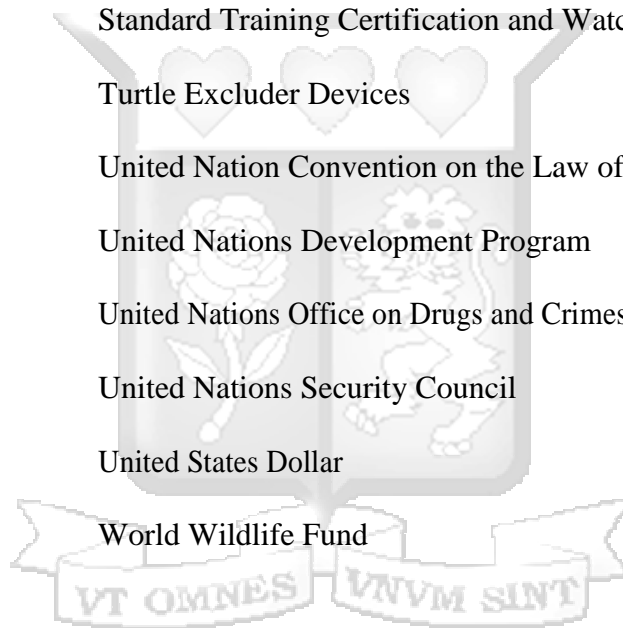 Standard Training Certification and
Turtle Excluder Devices
United Nation Convention on the Law of
United Nations Development Program
United Nations Office on Drugs and Crimes
United Nations Security Council
United States Dollar
World Wildlife Fund
VT OMNES VNVM SINT